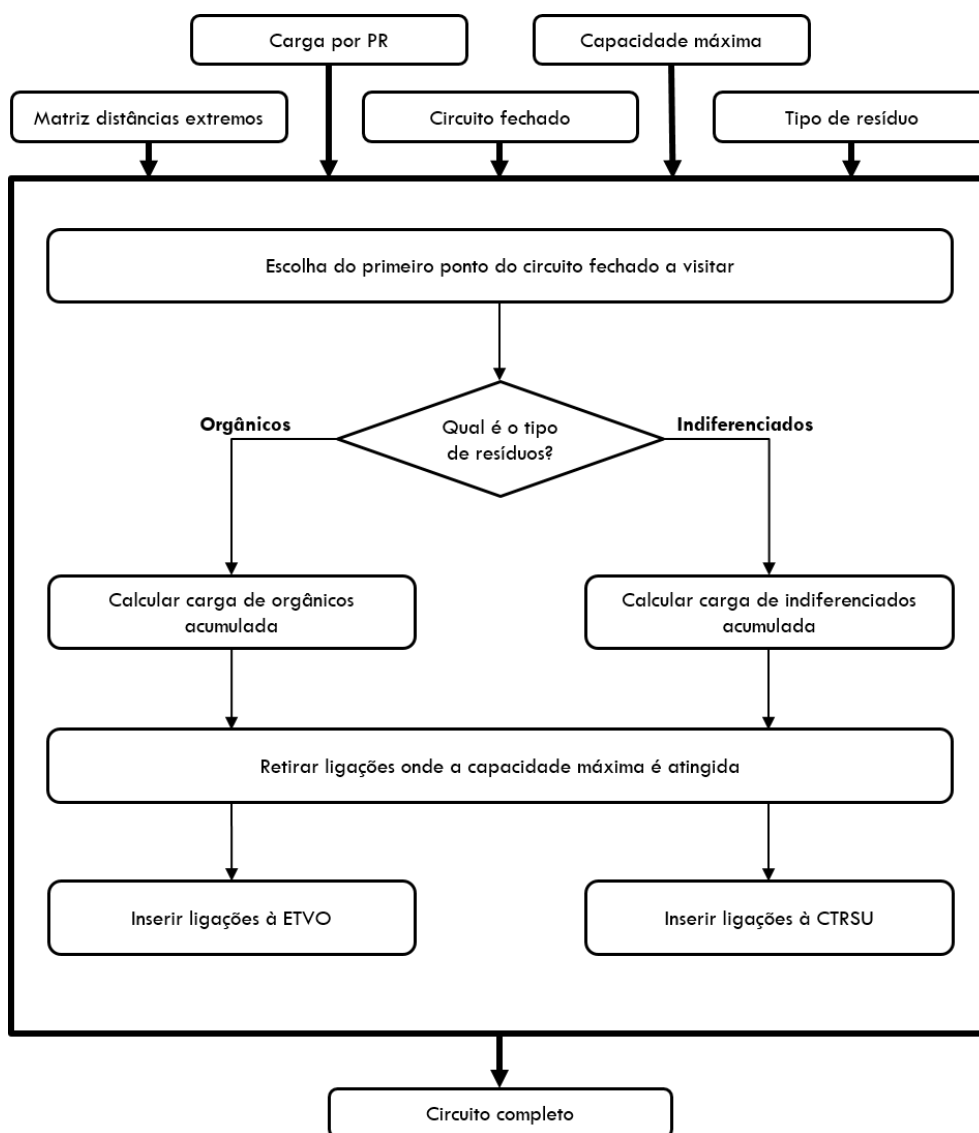 Carga por PR
Capacidade máxima
Matriz distâncias extremos
Circuito fechado
Tipo de resíduo
Escolha do primeiro ponto do circuito fechado a visitar
Qual é o tipo
de resíduos?
Orgânicos
Indiferenciados
Calcular carga de orgânicos
acumulada
Calcular carga de indiferenciados
acumulada
Retirar ligações onde a capacidade máxima é atingida
Inserir ligações à ETVO
Inserir ligações à CTRSU
Circuito completo